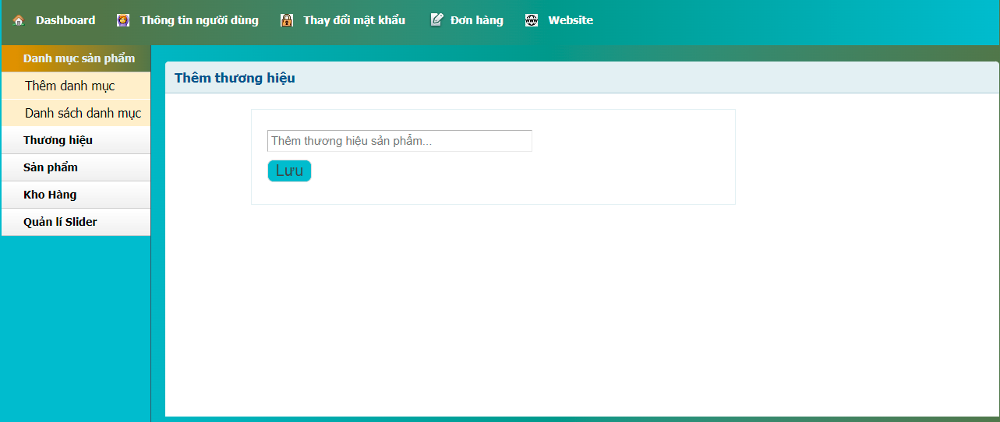 Dashboard Thông tin người dùng Thay đổi mật khẩu Đơn hàng WWW Website
Danh mục sản phẩm
Thêm danh mục
Danh sách danh mục
Thương hiệu
Sản phẩm
Kho Hàng
Quản lí Slider
Thêm thương hiệu
Thêm thương hiệu sản phẩm...
Lưu